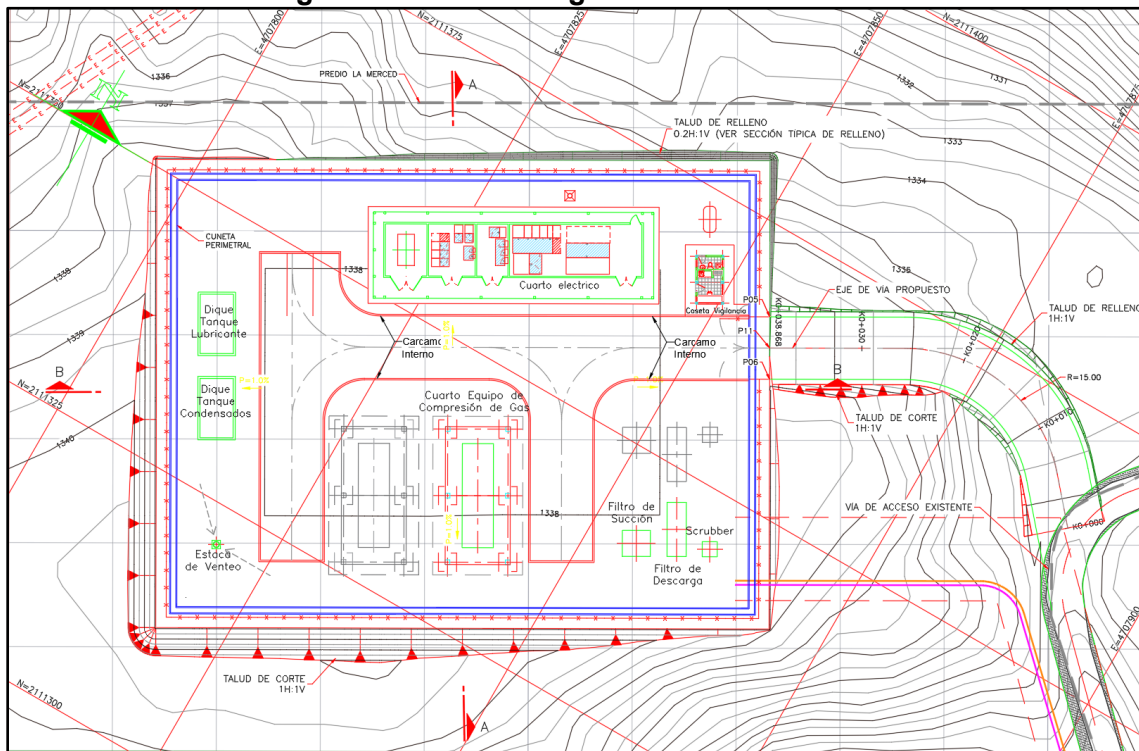 N=2111375
E=4707800
E=4707825
E=4707850
N=2111400
E=4707875
1336
1337
1332
1331
PREDIO LA MERCED
A
TALUD DE RELLENO
0.2H:1V (VER SECCIÓN TÍPICA DE RELLENO)
1333
1334
CUNETA
PERIMETRAL
1338
1338
Cuarto electrico
Caseta Vigilancia
EJE DE VIA PROPUESTO
TALUD DE RELLENO
1H:1V
Dique
Tanque
Lubricante
Carcamo
Interno
Carcamo
Interno
P05
K0+038.868
P11
P06
K0+030
K0+020
R=15.00
1339
B
N=2111325
1340
Dique
Tanque
Condensados
Cuarto Equipo de
Compresión de Gas
B
TALUD DE CORTE
1H:1V
K0+010
VÍA DE ACCESO EXISTENTE
K0+000
1338
Filtro de
Succión
Scrubber
Filtro de
Descarga
Estaca
de Venteo
TALUD DE CORTE
1H:1V
N=2111300
A
E=4707900